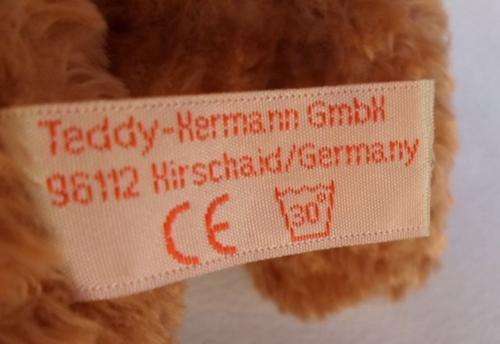 Teddy-Hermann GmbH
96112 Hirschaid/Germany
CE 30°